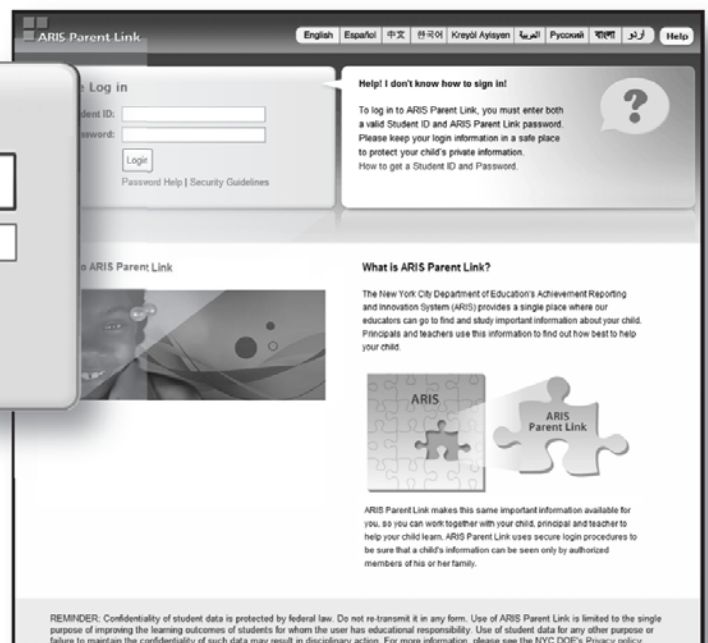 ARIS Parent Link
English Español 中文 한국어 Kreyòl Ayisyen العربية Русский বাংলা اردو Help
Log in
ID:
Login
Password Help | Security Guidelines
Help! I don't know how to sign in!
To log in to ARIS Parent Link, you must enter both
a valid Student ID and ARIS Parent Link password.
Please keep your login information in a safe place
to protect your child's private information.
How to get a Student ID and Password.
?
ARIS Parent Link
What is ARIS Parent Link?
The New York City Department of Education's Achievement Reporting
and Innovation System (ARIS) provides a single place where our
educators can go to find and study important information about your child.
Principals and teachers use this information to find out how best to help
your child.
ARIS
ARIS
Parent Link
ARIS Parent Link makes this same important information available for
you, so you can work together with your child, principal and teacher to
help your child learn. ARIS Parent Link uses secure login procedures to
be sure that a child's information can be seen only by authorized
members of his or her family.
REMINDER: Confidentiality of student data is protected by federal law. Do not re-transmit it in any form. Use of ARIS Parent Link is limited to the single
purpose of improving the learning outcomes of students for whom the user has educational responsibility. Use of student data for any other purpose or
failure to maintain the confidentiality of such data may result in disciplinary action. For more information, please see the NYC DOE's Privacy policy